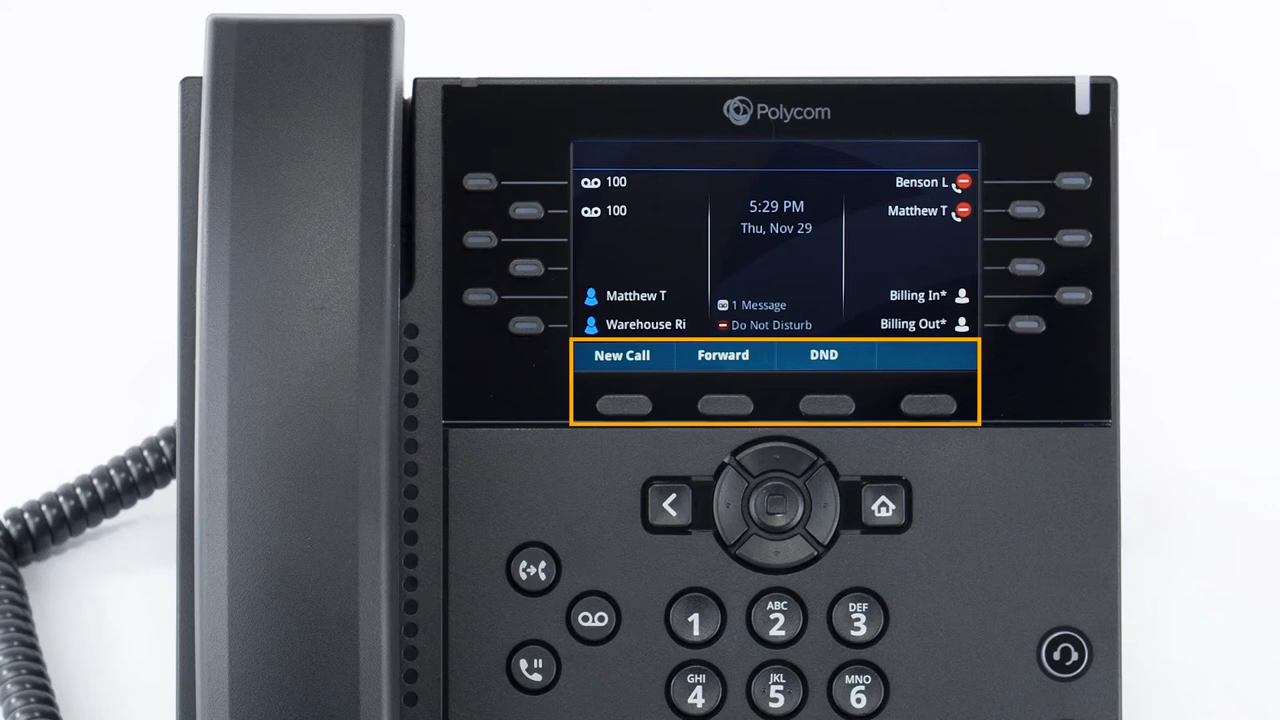 Polycom
100
Benson L
100
Matthew T
5:29 PM
Thu, Nov 29
Matthew T
Billing In*
1 Message
Warehouse Ri
Do Not Disturb
Billing Out*
New Call
Forward
DND
1
ABC
2
DEF
3
GHI
4
JKL
5
MNO
6